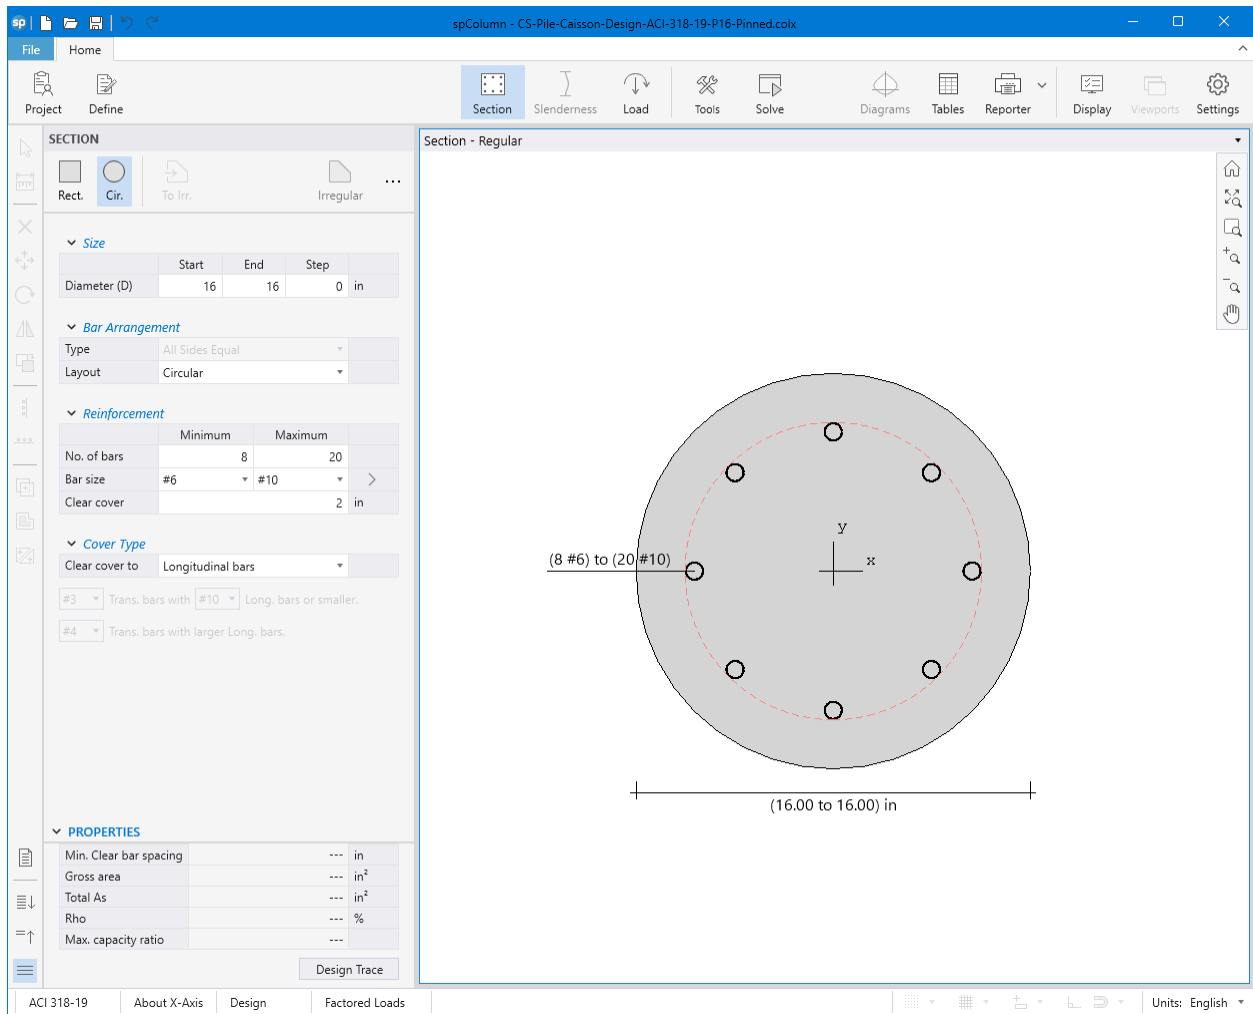 sp
spColumn - CS-Pile-Caisson-Design-ACI-318-19-P16-Pinned.colx
File Home
Project Define Section Slenderness Load Tools Solve Diagrams Tables Reporter Display Viewports Settings
SECTION
Rect. Cir. To Irr. Irregular ...
Size
Start End Step
Diameter (D) 16 16 0 in
Bar Arrangement
Type All Sides Equal
Layout Circular
Reinforcement
Minimum Maximum
No. of bars 8 20
Bar size #6 #10
Clear cover 2 in
Cover Type
Clear cover to Longitudinal bars
#3 Trans. bars with #10 Long. bars or smaller.
#4 Trans. bars with larger Long. bars.
PROPERTIES
Min. Clear bar spacing --- in
Gross area --- in²
Total As --- in²
Rho --- %
Max. capacity ratio ---
Design Trace
Section - Regular
y
x
(8 #6) to (20 #10)
(16.00 to 16.00) in
ACI 318-19 About X-Axis Design Factored Loads Units: English